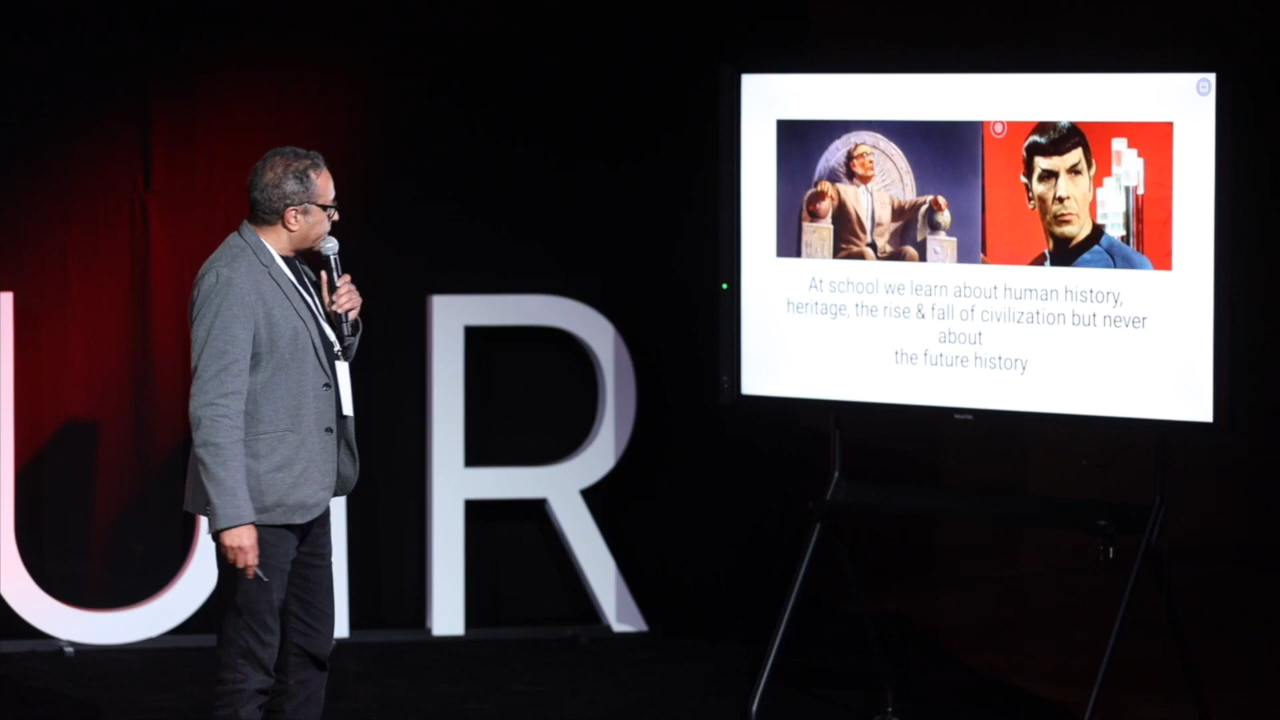 UIR
At school we learn about human history,
heritage, the rise & fall of civilization but never
about
the future history